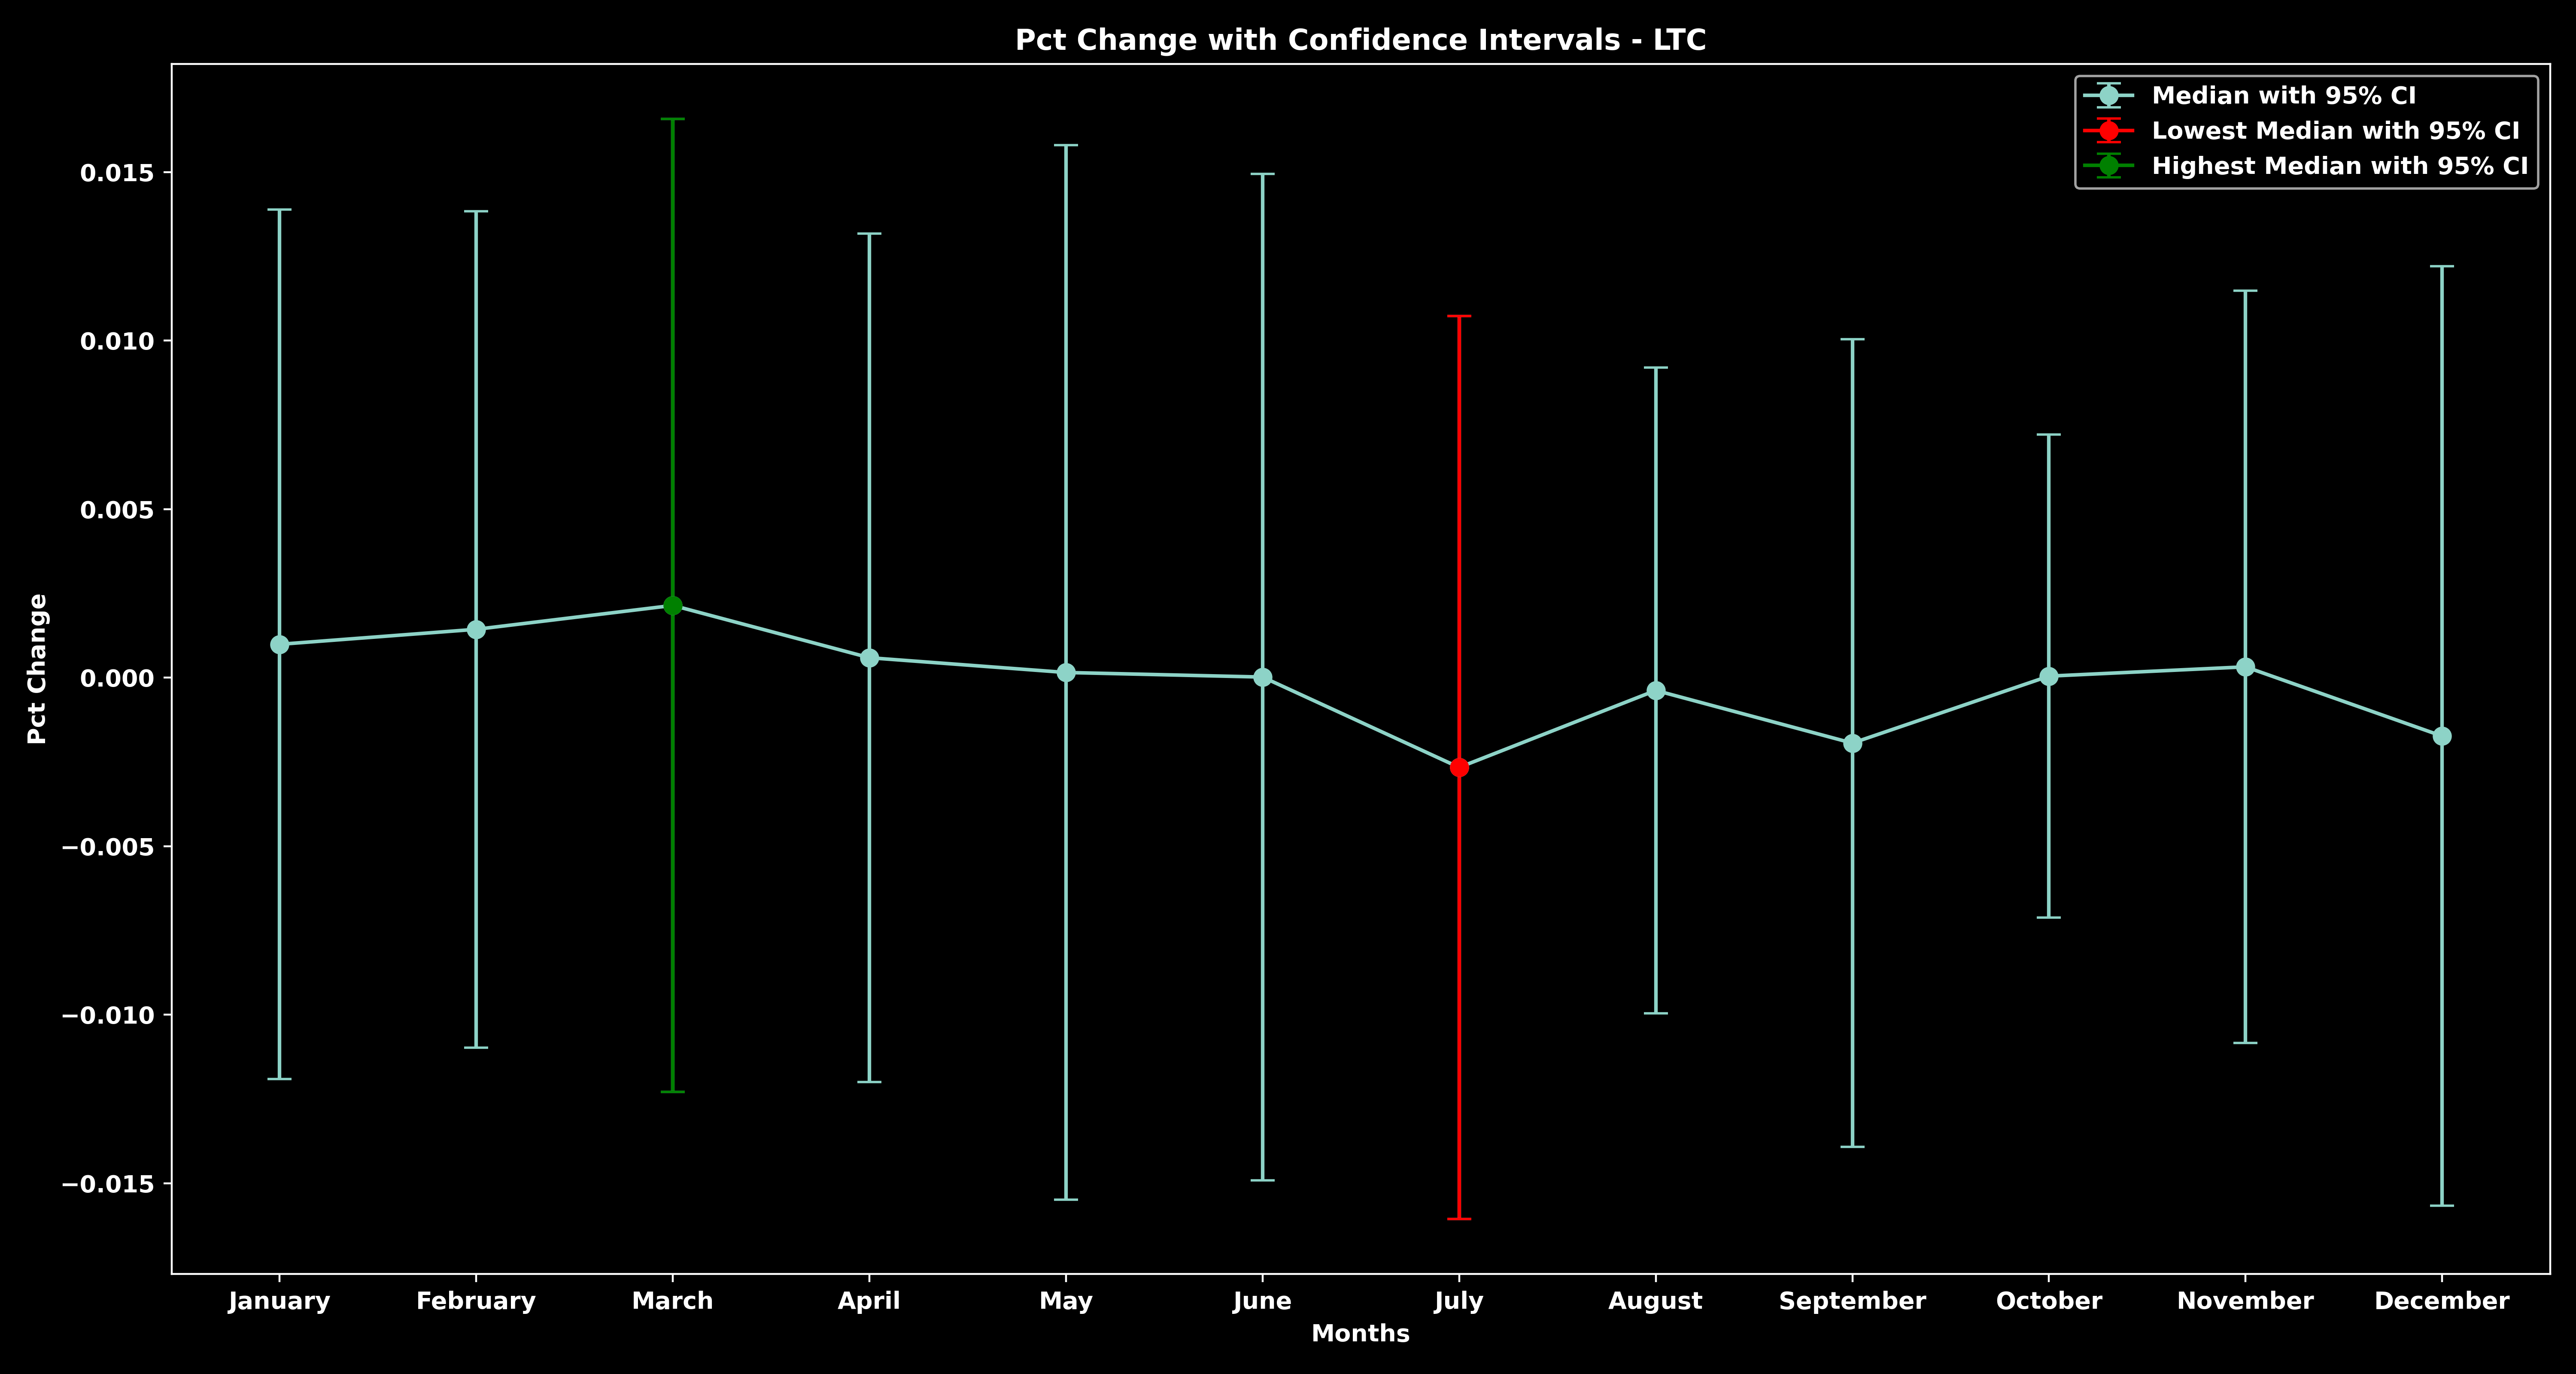 Pct Change with Confidence Intervals - LTC
Median with 95% CI
Lowest Median with 95% CI
Highest Median with 95% CI
0.015
0.010
0.005
0.000
−0.005
−0.010
−0.015
Pct Change
January February March April May June July August September October November December
Months